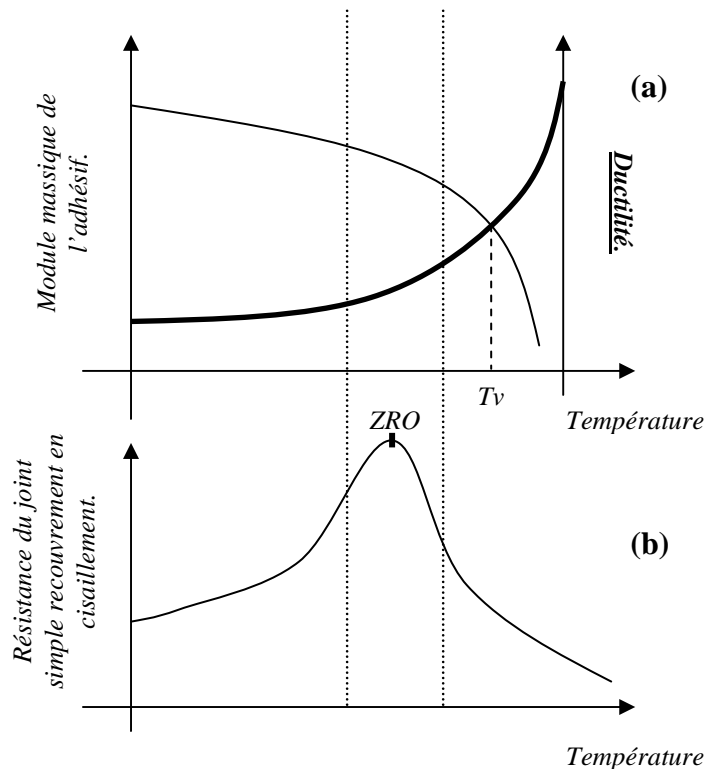 (a)
Module massique de
l'adhésif.
Ductilité.
Tv
Température
ZRO
(b)
Résistance du joint
simple recouvrement en
cisaillement.
Température